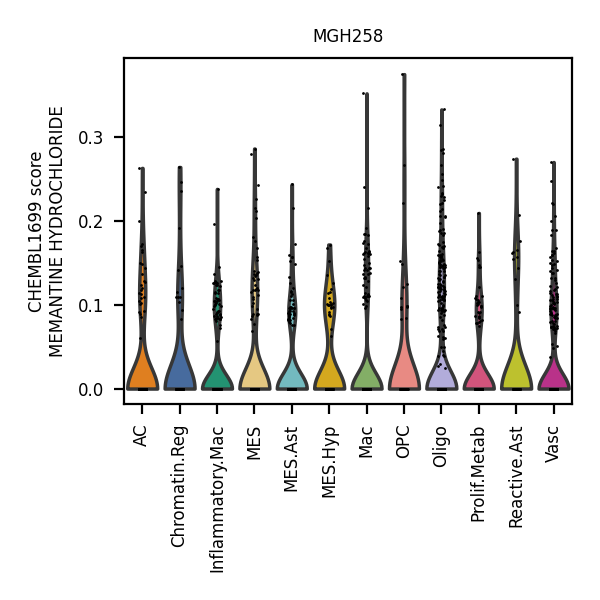 MGH258
CHEMBL1699 score
MEMANTINE HYDROCHLORIDE
0.3
0.2
0.1
0.0
AC
Chromatin.Reg
Inflammatory.Mac
MES
MES.Ast
MES.Hyp
Mac
OPC
Oligo
Prolif.Metab
Reactive.Ast
Vasc